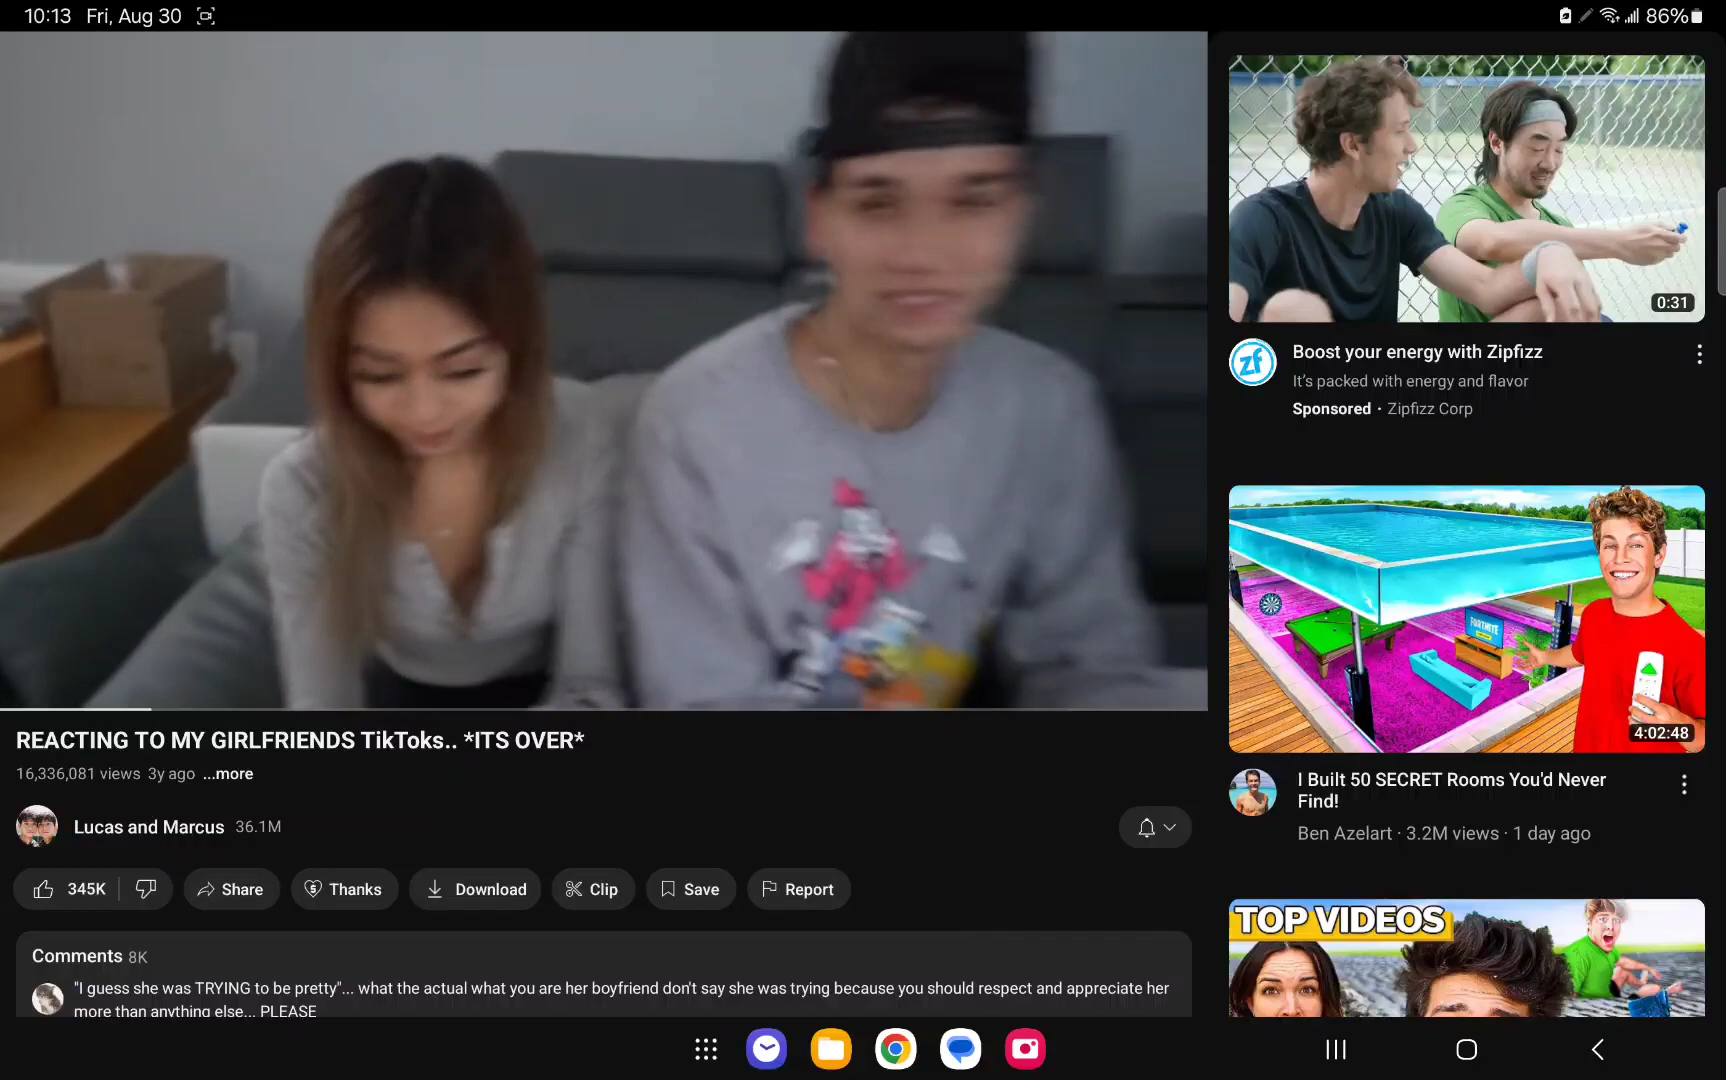 10:13 Fri, Aug 30
86%
0:31
zf
Boost your energy with Zipfizz
It's packed with energy and flavor
Sponsored · Zipfizz Corp
FORTNITE
4:02:48
I Built 50 SECRET Rooms You'd Never
Find!
Ben Azelart · 3.2M views · 1 day ago
TOP VIDEOS
REACTING TO MY GIRLFRIENDS TikToks.. *ITS OVER*
16,336,081 views 3y ago ...more
Lucas and Marcus 36.1M
345K
Share
Thanks
Download
Clip
Save
Report
Comments 8K
"I guess she was TRYING to be pretty"... what the actual what you are her boyfriend don't say she was trying because you should respect and appreciate her
more than anything else... PLEASE